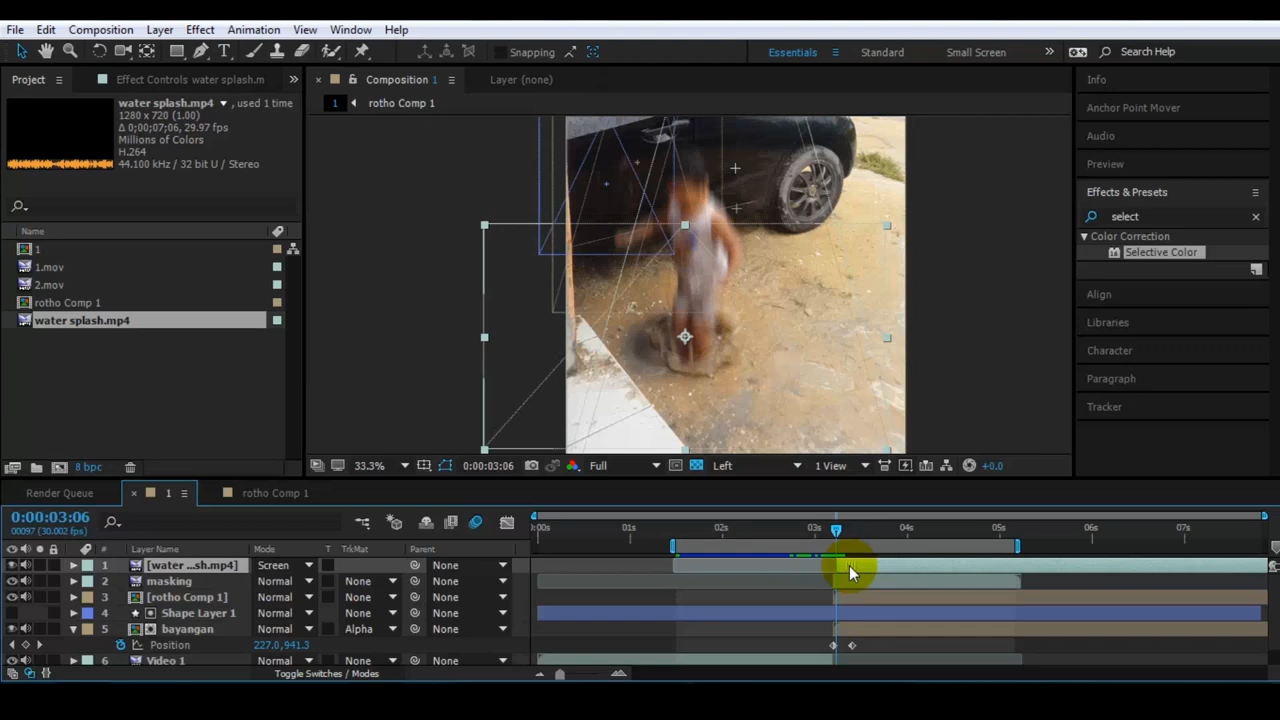 File Edit Composition Layer Effect Animation View Window Help
Snapping Essentials Standard Small Screen Search Help
Project Effect Controls water splash.m Composition 1 Layer (none) Info
water splash.mp4 , used 1 time
1280 x 720 (1.00)
Δ 0;00;07;06, 29.97 fps
Millions of Colors
H.264
44.100 kHz / 32 bit U / Stereo
1 rotho Comp 1
Anchor Point Mover
Audio
Preview
Effects & Presets
select
Color Correction
Selective Color
Align
Libraries
Character
Paragraph
Tracker
Name
1
1.mov
2.mov
rotho Comp 1
water splash.mp4
8 bpc 33.3% 0:00:03:06 Full Left 1 View +0.0
Render Queue 1 rotho Comp 1
0:00:03:06
00097 (30.002 fps)
:00s 01s 02s 03s 04s 05s 06s 07s
# Layer Name Mode T TrkMat Parent
1 [water ...sh.mp4] Screen None
2 masking Normal None None
3 [rotho Comp 1] Normal None None
4 Shape Layer 1 Normal None None
5 bayangan Normal Alpha None
Position 227.0,941.3
6 Video 1 Normal None None
Toggle Switches / Modes